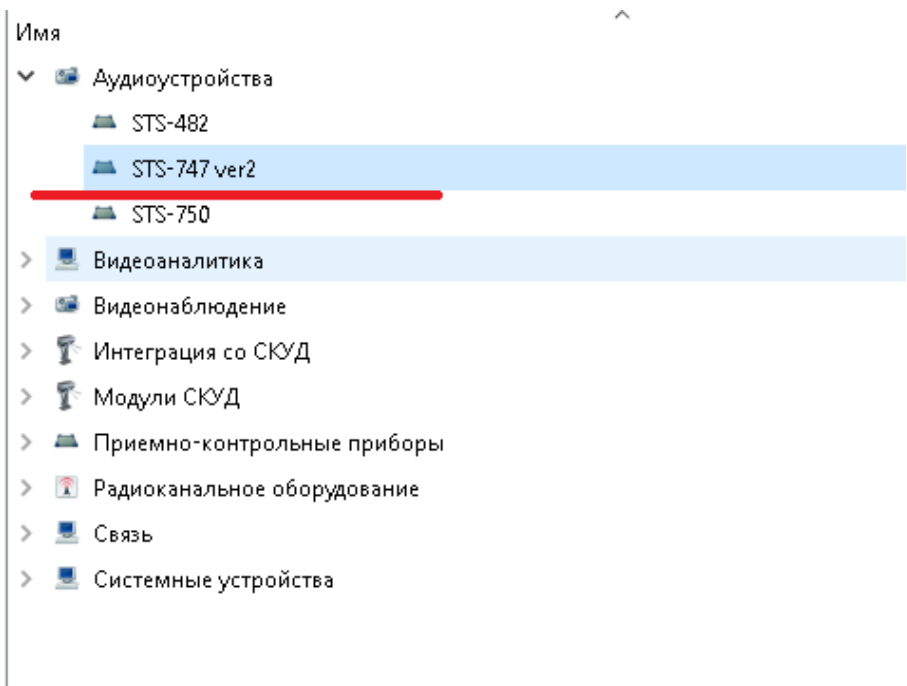 Имя
Аудиоустройства
STS-482
STS-747 ver2
STS-750
Видеоаналитика
Видеонаблюдение
Интеграция со СКУД
Модули СКУД
Приемно-контрольные приборы
Радиоканальное оборудование
Связь
Системные устройства